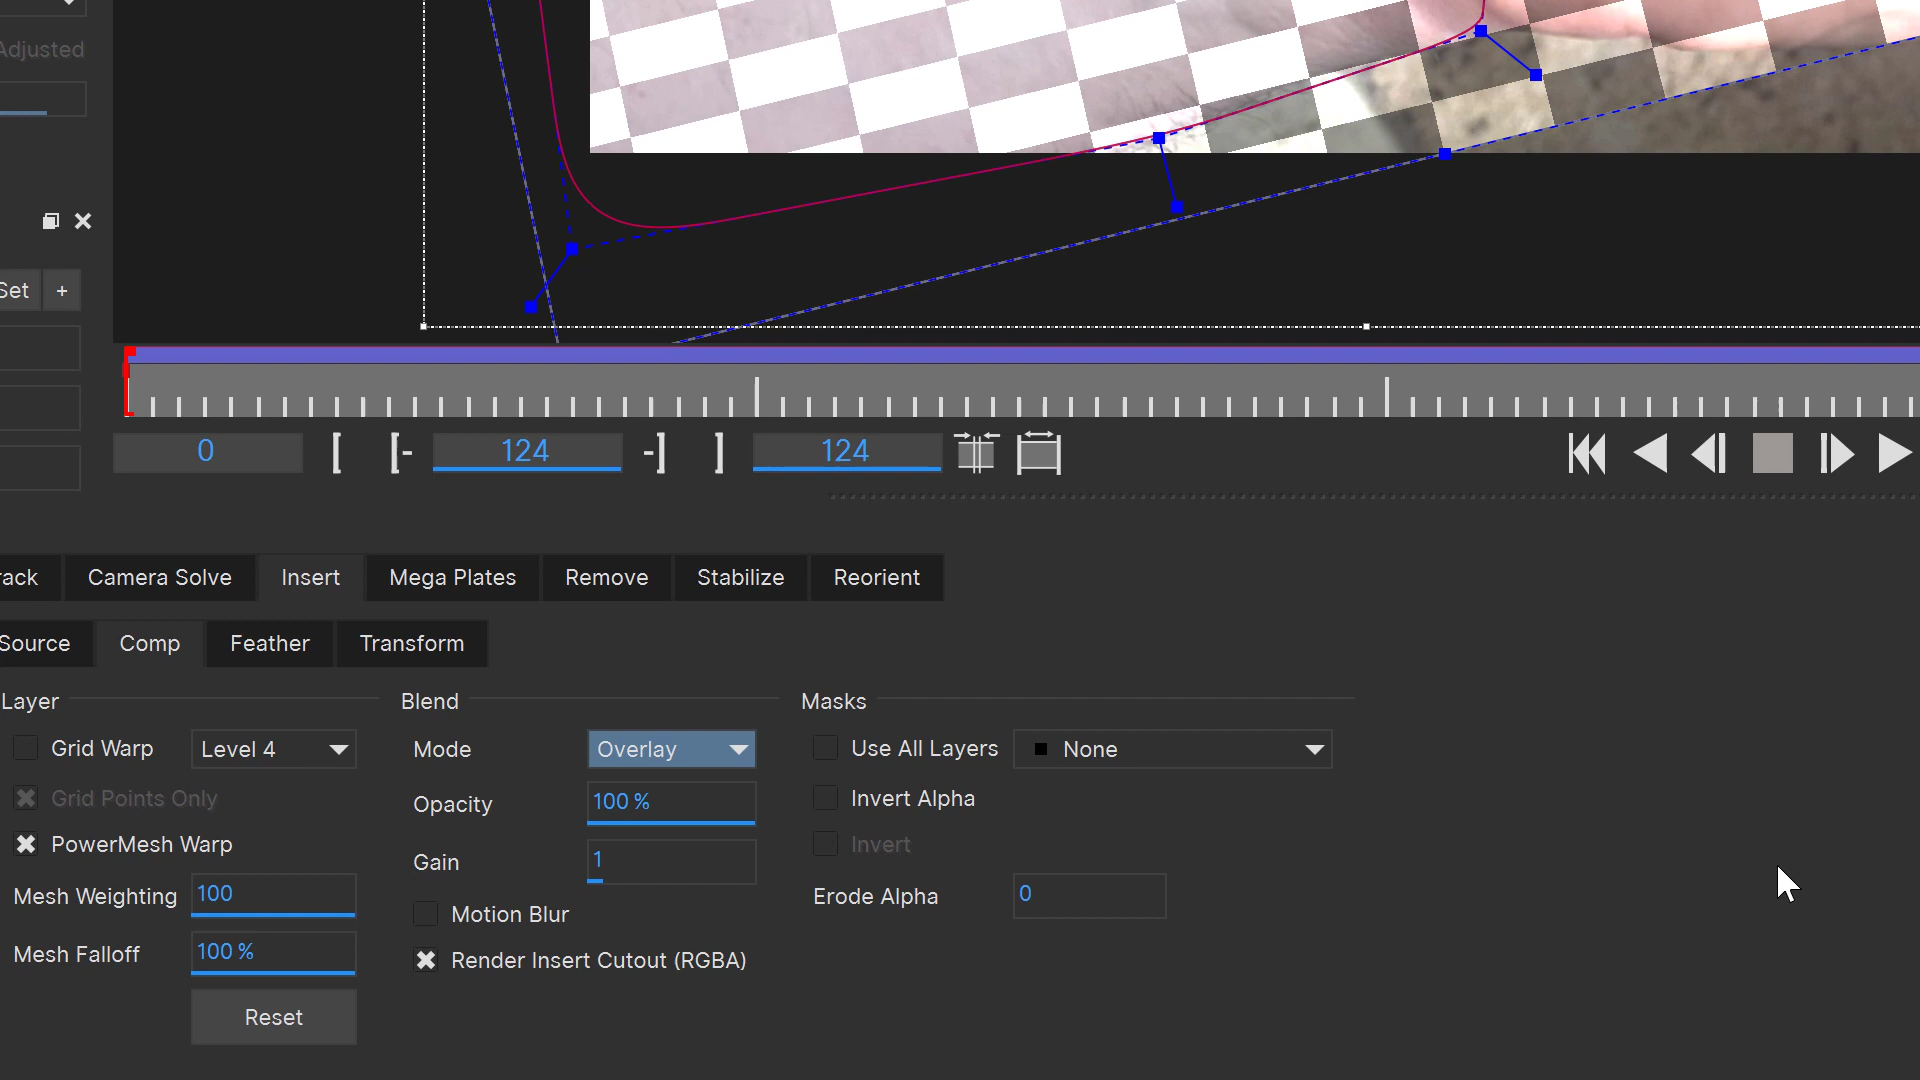 Adjusted
Set +
0 [ [- 124 -] ] 124
rack Camera Solve Insert Mega Plates Remove Stabilize Reorient
Source Comp Feather Transform
Layer Blend Masks
Grid Warp Level 4 Mode Overlay Use All Layers None
Grid Points Only Opacity 100 % Invert Alpha
PowerMesh Warp Gain 1 Invert
Mesh Weighting 100 Motion Blur Erode Alpha 0
Mesh Falloff 100 % Render Insert Cutout (RGBA)
Reset